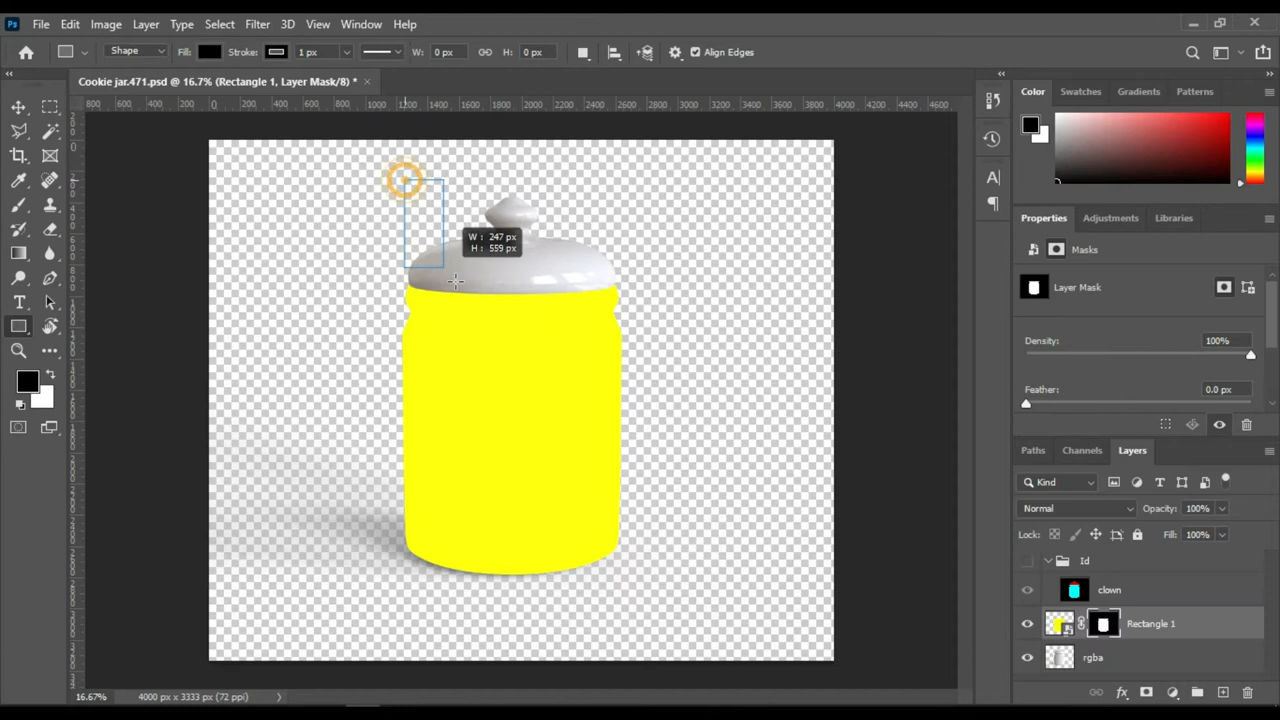 Ps File Edit Image Layer Type Select Filter 3D View Window Help
Shape Fill: Stroke: 1 px W: 0 px H: 0 px Align Edges
Cookie jar.471.psd @ 16.7% (Rectangle 1, Layer Mask/8) * ×
800 600 400 200 0 200 400 600 800 1000 1200 1400 1600 1800 2000 2200 2400 2600 2800 3000 3200 3400 3600 3800 4000 4200 4400 4600
W : 247 px
H : 559 px
Color Swatches Gradients Patterns
Properties Adjustments Libraries
Masks
Layer Mask
Density: 100%
Feather: 0.0 px
Paths Channels Layers
Kind
Normal Opacity: 100%
Lock: Fill: 100%
Id
clown
Rectangle 1
rgba
fx
16.67% 4000 px x 3333 px (72 ppi)